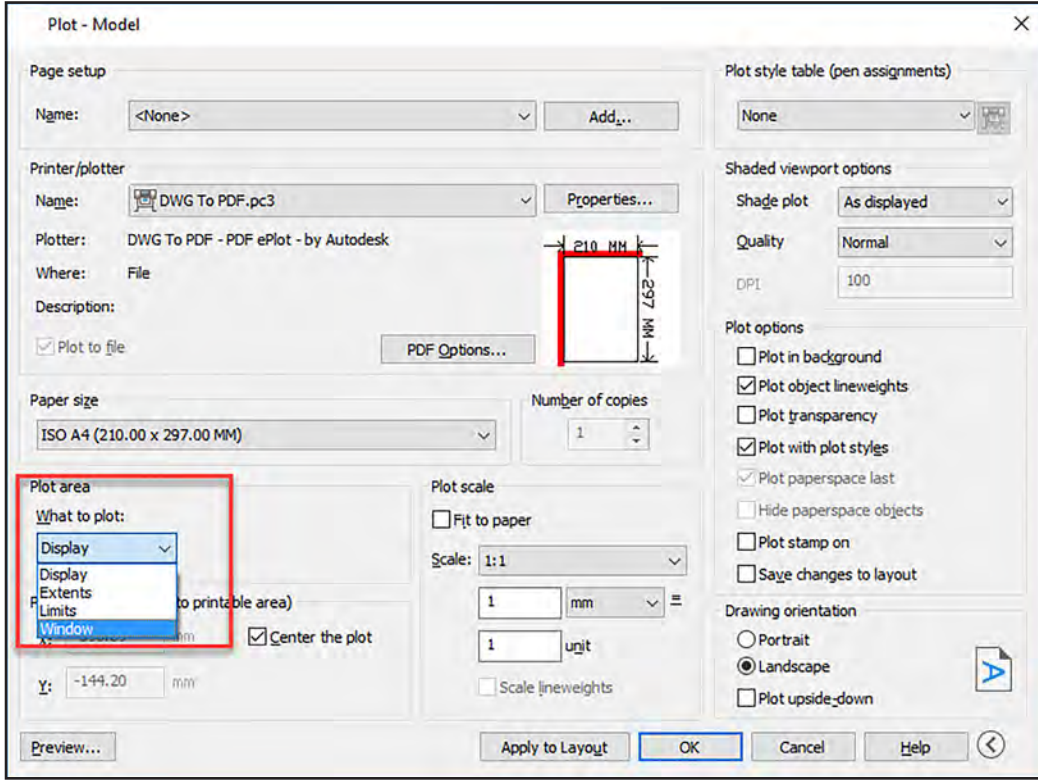 Plot - Model
Page setup
Name: <None> Add...
Printer/plotter
Name: DWG To PDF.pc3 Properties...
Plotter: DWG To PDF - PDF ePlot - by Autodesk
Where: File
Description:
Plot to file
PDF Options...
210 MM
297 MM
Paper size
ISO A4 (210.00 x 297.00 MM)
Number of copies
1
Plot area
What to plot:
Display
Display
Extents
Limits
Window
to printable area)
X: mm
Center the plot
Y: -144.20 mm
Plot scale
Fit to paper
Scale: 1:1
1 mm =
1 unit
Scale lineweights
Plot style table (pen assignments)
None
Shaded viewport options
Shade plot As displayed
Quality Normal
DPI 100
Plot options
Plot in background
Plot object lineweights
Plot transparency
Plot with plot styles
Plot paperspace last
Hide paperspace objects
Plot stamp on
Save changes to layout
Drawing orientation
Portrait
Landscape
A
Plot upside-down
Preview... Apply to Layout OK Cancel Help